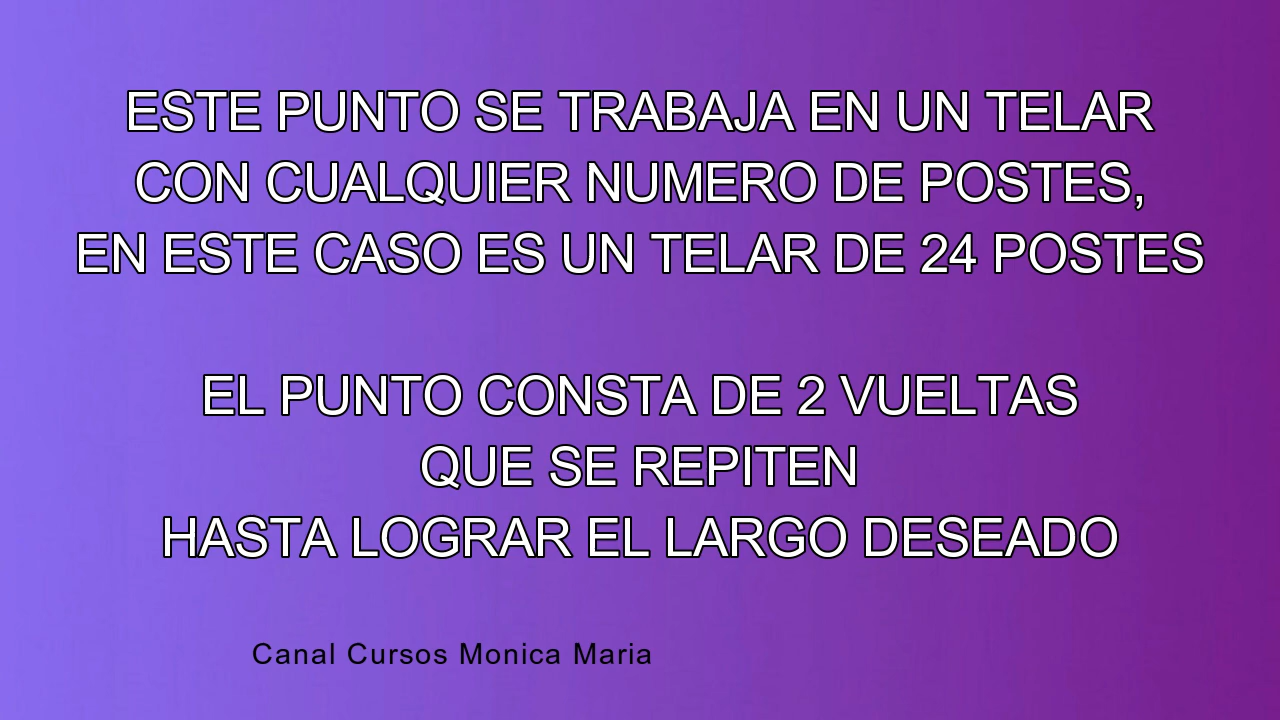 ESTE PUNTO SE TRABAJA EN UN TELAR
CON CUALQUIER NUMERO DE POSTES,
EN ESTE CASO ES UN TELAR DE 24 POSTES
EL PUNTO CONSTA DE 2 VUELTAS
QUE SE REPITEN
HASTA LOGRAR EL LARGO DESEADO
Canal Cursos Monica Maria